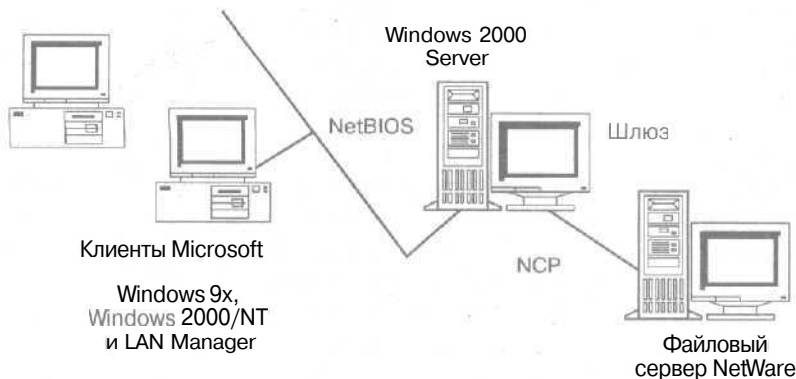 Windows 2000
Server
NetBIOS
Шлюз
Клиенты Microsoft
NCP
Windows 9x,
Windows 2000/NT
и LAN Manager
Файловый
сервер NetWare